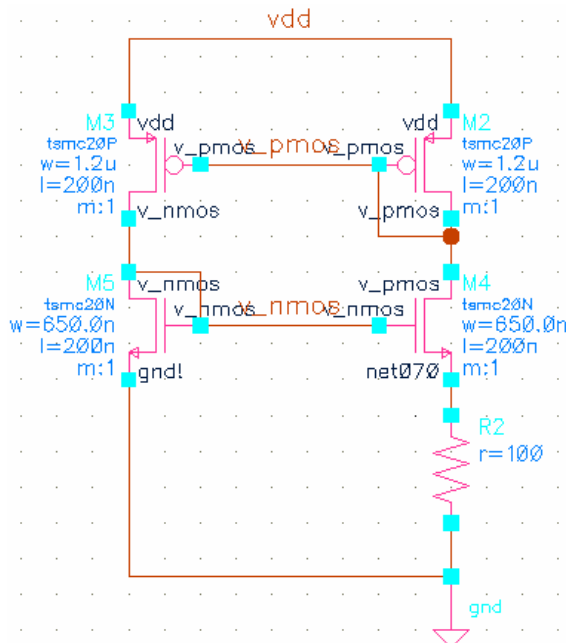 vdd
M3
vdd
tsmc20P
w=1.2u
l=200n
m:1
v_pmos
v_pmos
v_pmos
v_nmos
vdd
M2
tsmc20P
w=1.2u
l=200n
m:1
v_pmos
M5
v_nmos
tsmc20N
w=650.0n
l=200n
m:1
v_nmos
v_nmos
v_nmos
gnd!
v_pmos
M4
tsmc20N
w=650.0n
l=200n
m:1
net070
R2
r=100
gnd